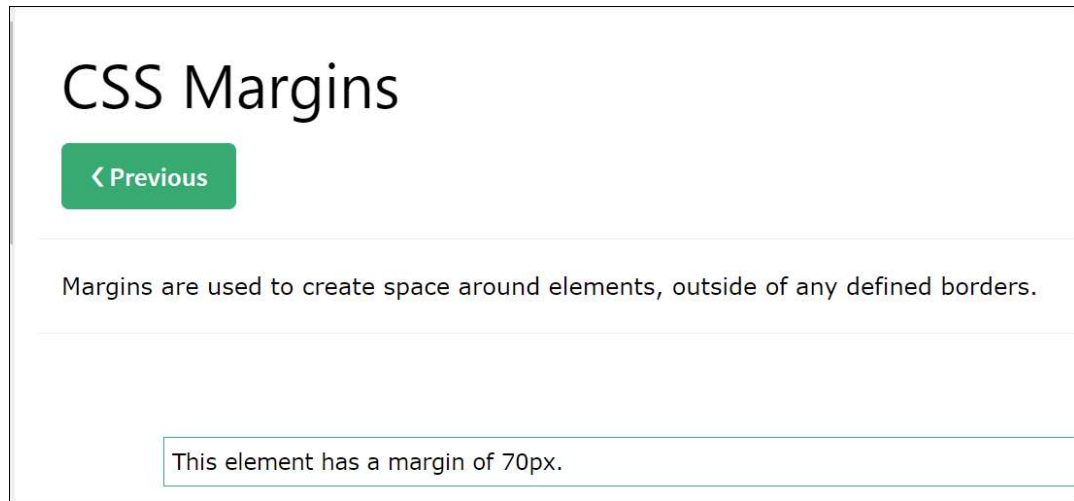 CSS Margins
❮ Previous
Margins are used to create space around elements, outside of any defined borders.
This element has a margin of 70px.